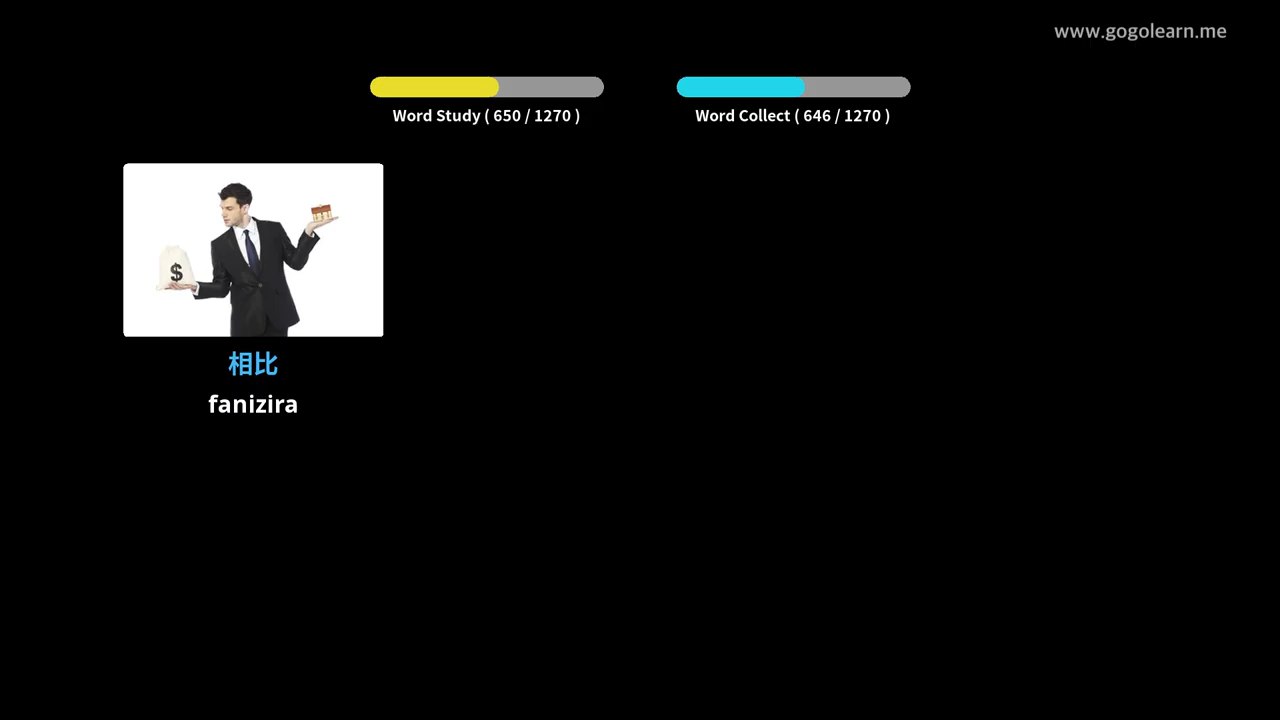 www.gogolearn.me
Word Study ( 650 / 1270 )
Word Collect ( 646 / 1270 )
$
相比
fanizira